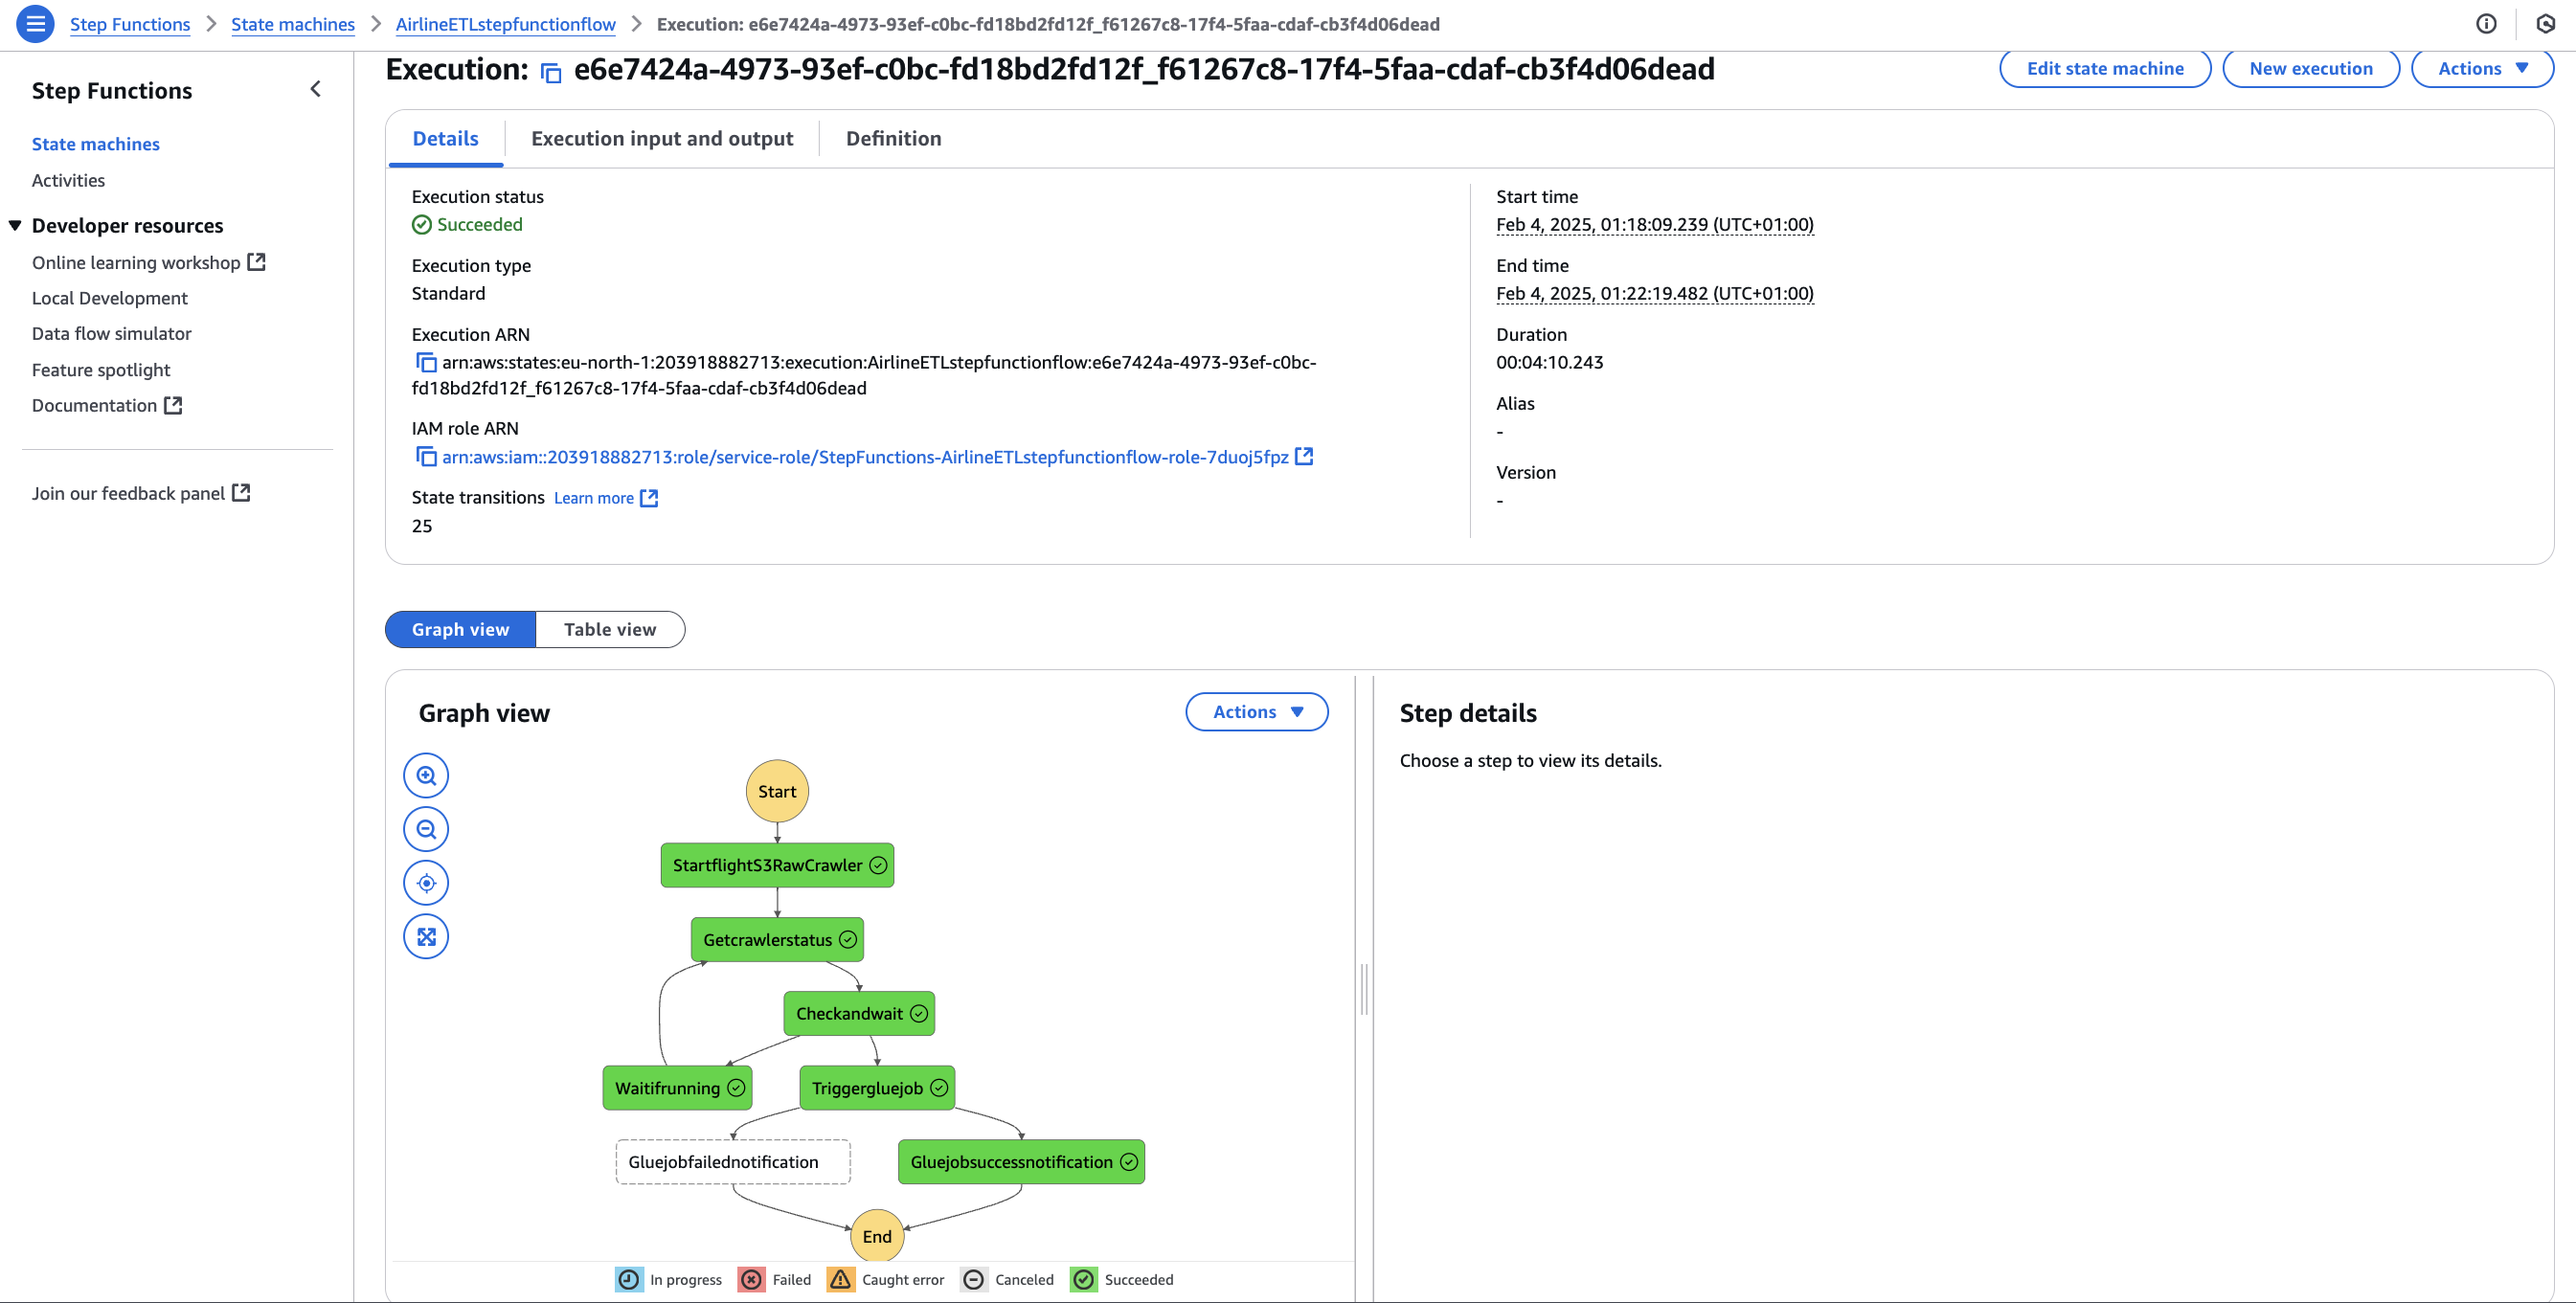 Step Functions > State machines > AirlineETLstepfunctionflow > Execution: e6e7424a-4973-93ef-c0bc-fd18bd2fd12f_f61267c8-17f4-5faa-cdaf-cb3f4d06dead
Step Functions
State machines
Activities
Developer resources
Online learning workshop
Local Development
Data flow simulator
Feature spotlight
Documentation
Join our feedback panel
Execution: e6e7424a-4973-93ef-c0bc-fd18bd2fd12f_f61267c8-17f4-5faa-cdaf-cb3f4d06dead
Edit state machine
New execution
Actions
Details
Execution input and output
Definition
Execution status
Succeeded
Execution type
Standard
Execution ARN
arn:aws:states:eu-north-1:203918882713:execution:AirlineETLstepfunctionflow:e6e7424a-4973-93ef-c0bc-
fd18bd2fd12f_f61267c8-17f4-5faa-cdaf-cb3f4d06dead
IAM role ARN
arn:aws:iam::203918882713:role/service-role/StepFunctions-AirlineETLstepfunctionflow-role-7duoj5fpz
State transitions Learn more
25
Start time
Feb 4, 2025, 01:18:09.239 (UTC+01:00)
End time
Feb 4, 2025, 01:22:19.482 (UTC+01:00)
Duration
00:04:10.243
Alias
-
Version
-
Graph view
Table view
Graph view
Actions
Start
StartflightS3RawCrawler
Getcrawlerstatus
Checkandwait
Waitifrunning
Triggergluejob
Gluejobfailednotification
Gluejobsuccessnotification
End
In progress
Failed
Caught error
Canceled
Succeeded
Step details
Choose a step to view its details.